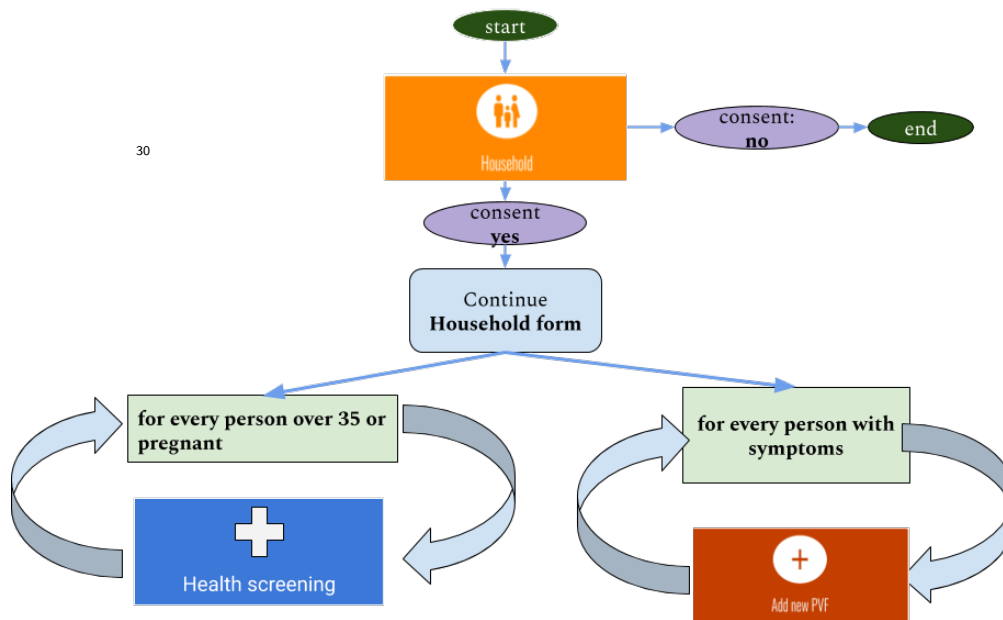 start
Household
consent:
no
end
30
consent
yes
Continue
Household form
for every person over 35 or
pregnant
for every person with
symptoms
Health screening
Add new PVF